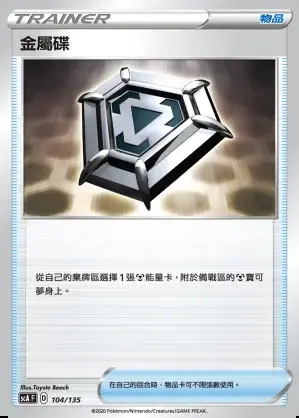 TRAINER 物品
金屬碟
從自己的棄牌區選擇1張能量卡，附於備戰區的寶可
夢身上。
Illus.Tayste Beach
scA F D 104/135
在自己的回合時，物品卡可不限張數使用。
©2020 Pokémon/Nintendo/Creatures/GAME FREAK.